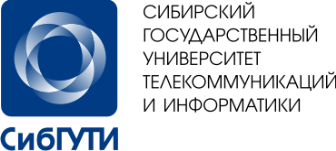 СИБИРСКИЙ
ГОСУДАРСТВЕННЫЙ
УНИВЕРСИТЕТ
ТЕЛЕКОММУНИКАЦИЙ
И ИНФОРМАТИКИ
СибГУТИ